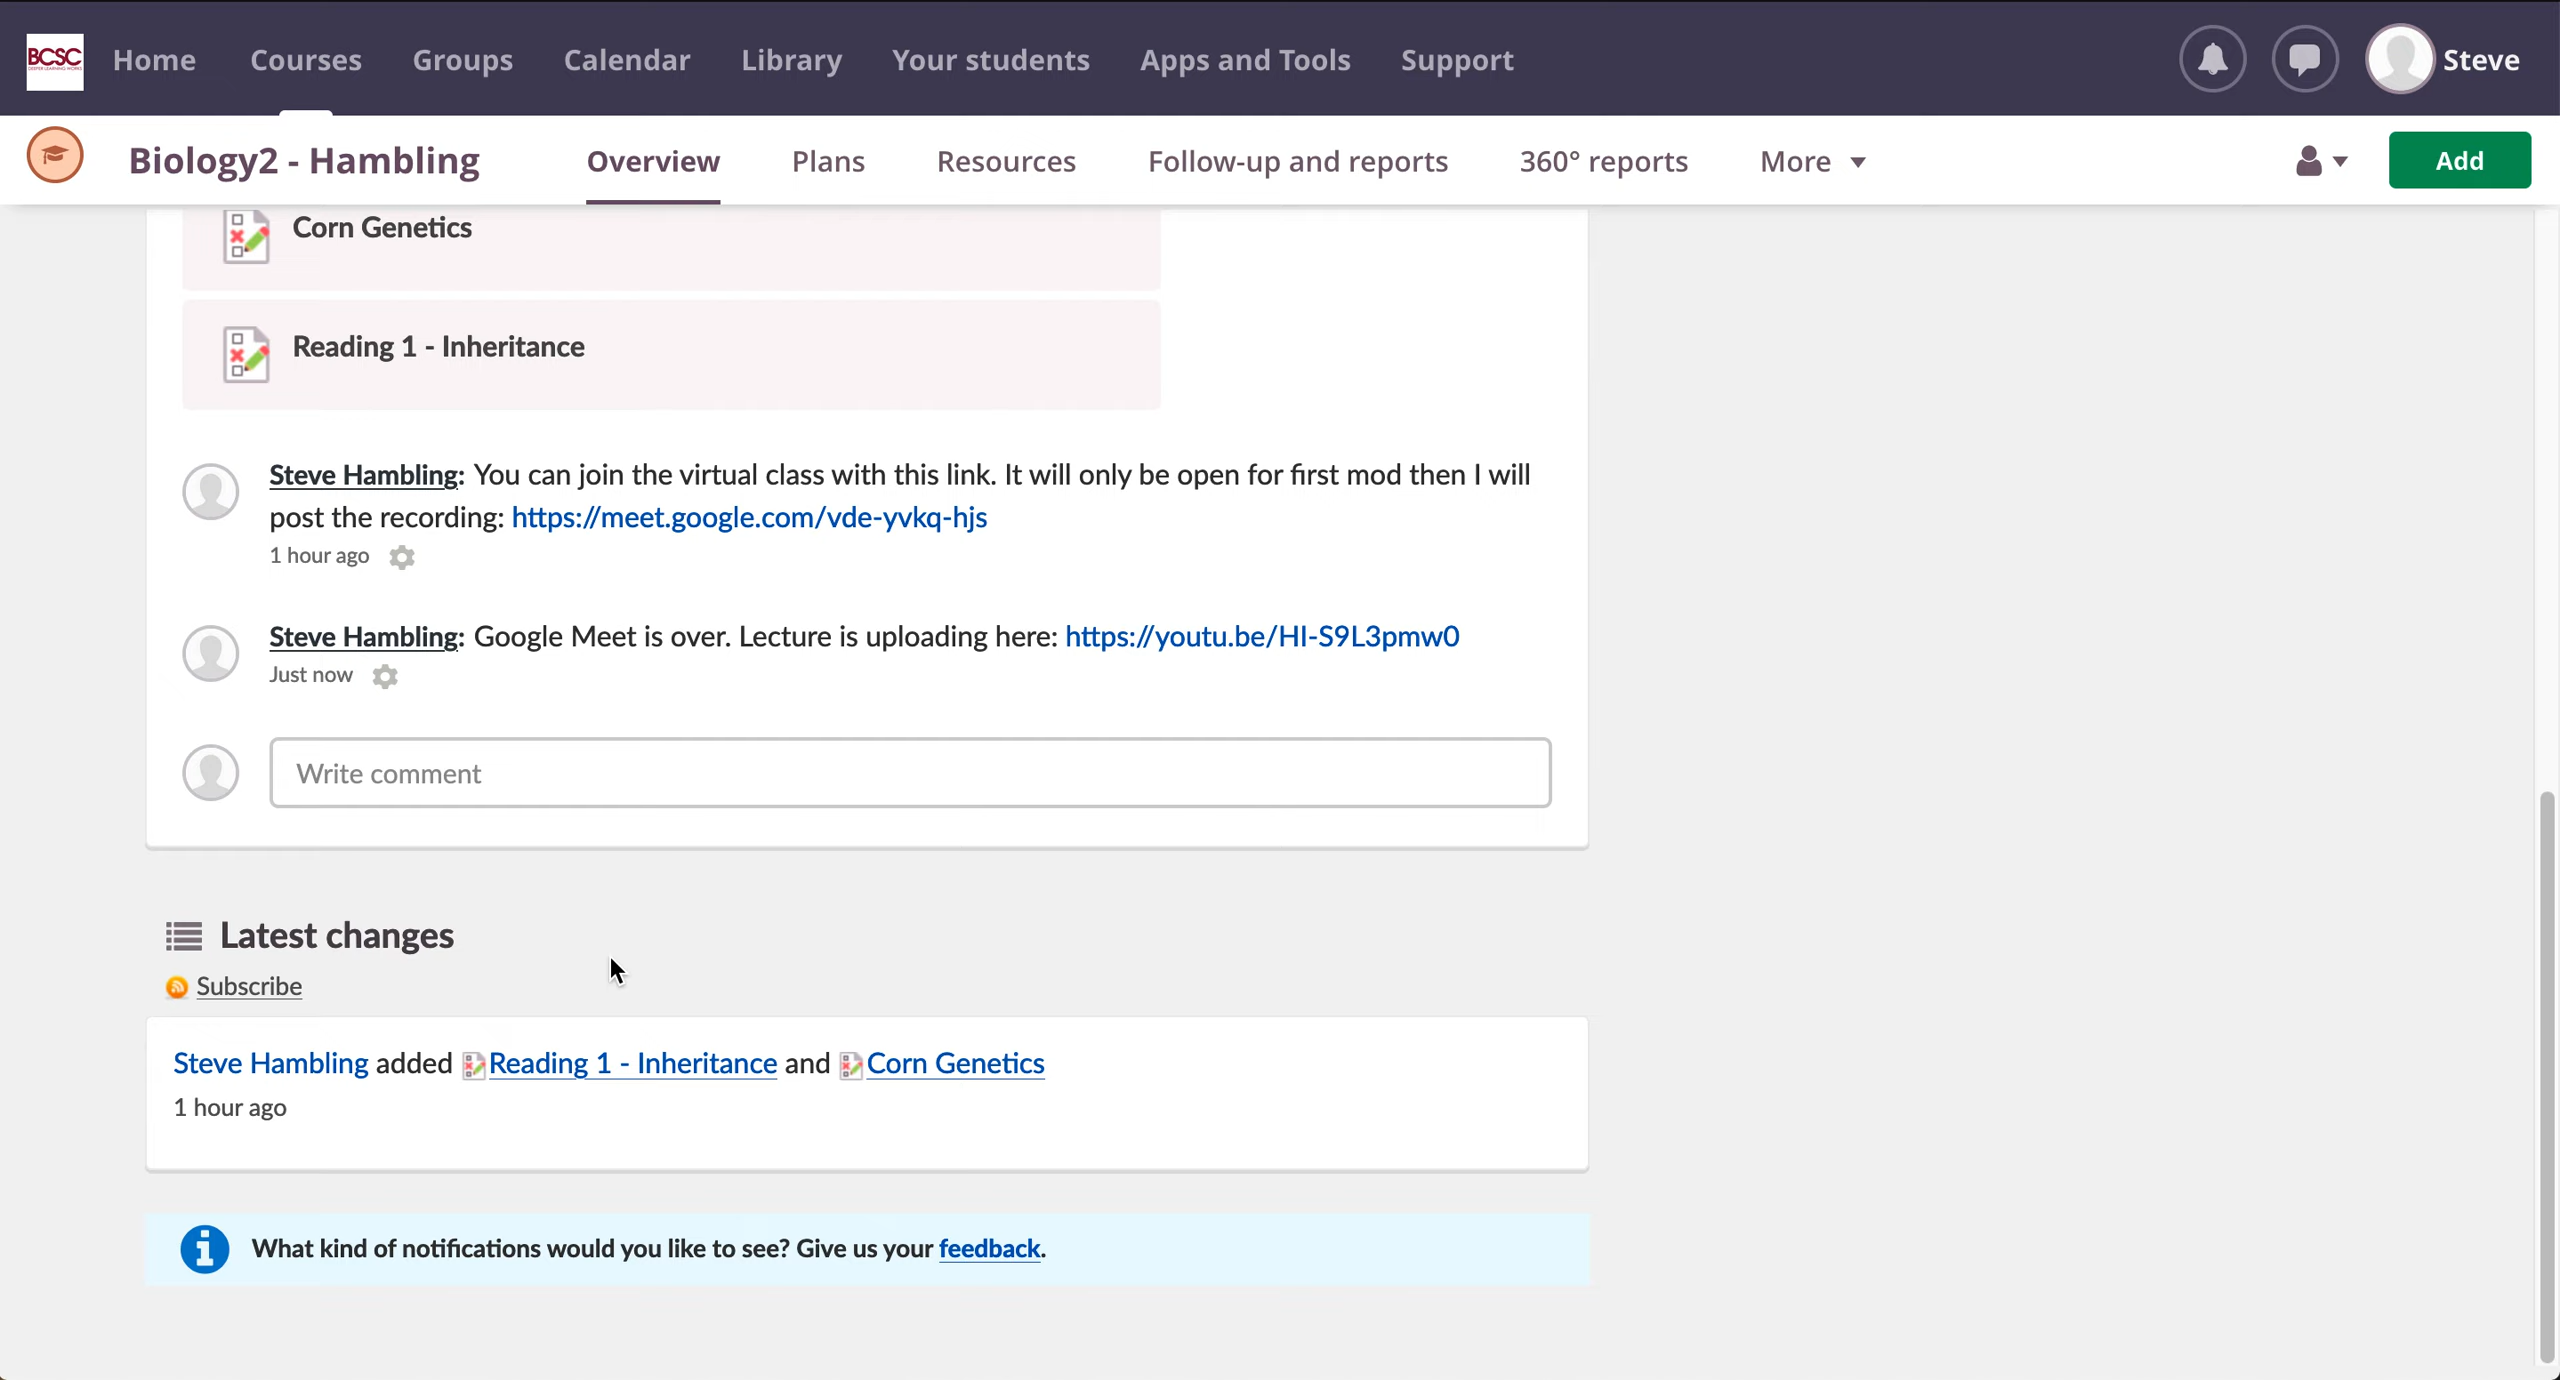 BCSC
Home Courses Groups Calendar Library Your students Apps and Tools Support Steve
Biology2 - Hambling Overview Plans Resources Follow-up and reports 360° reports More Add
Corn Genetics
Reading 1 - Inheritance
Steve Hambling: You can join the virtual class with this link. It will only be open for first mod then I will
post the recording: https://meet.google.com/vde-yvkq-hjs
1 hour ago
Steve Hambling: Google Meet is over. Lecture is uploading here: https://youtu.be/HI-S9L3pmw0
Just now
Write comment
Latest changes
Subscribe
Steve Hambling added Reading 1 - Inheritance and Corn Genetics
1 hour ago
What kind of notifications would you like to see? Give us your feedback.